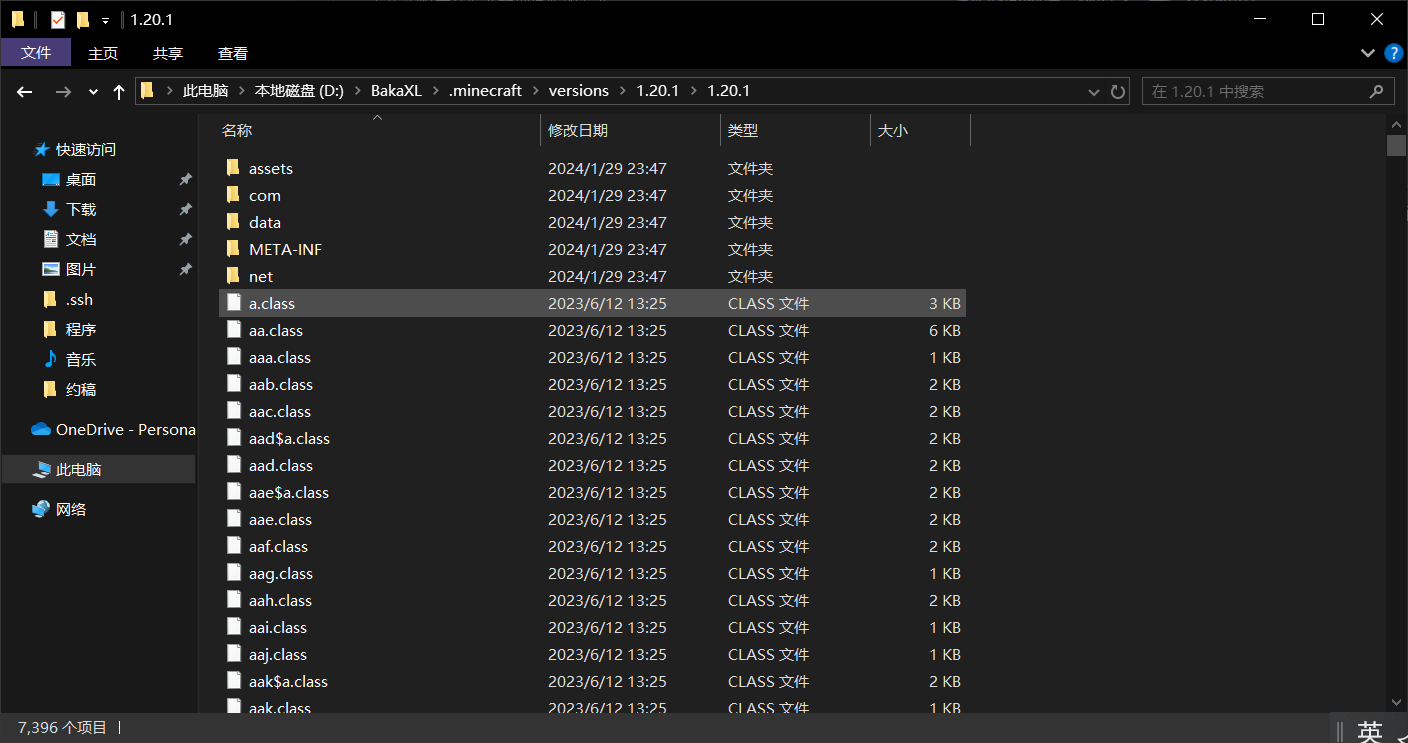 1.20.1
文件 主页 共享 查看
此电脑 本地磁盘 (D:) BakaXL .minecraft versions 1.20.1 1.20.1 在 1.20.1 中搜索
快速访问
桌面
下载
文档
图片
.ssh
程序
音乐
约稿
OneDrive - Persona
此电脑
网络
名称 修改日期 类型 大小
assets 2024/1/29 23:47 文件夹
com 2024/1/29 23:47 文件夹
data 2024/1/29 23:47 文件夹
META-INF 2024/1/29 23:47 文件夹
net 2024/1/29 23:47 文件夹
a.class 2023/6/12 13:25 CLASS 文件 3 KB
aa.class 2023/6/12 13:25 CLASS 文件 6 KB
aaa.class 2023/6/12 13:25 CLASS 文件 1 KB
aab.class 2023/6/12 13:25 CLASS 文件 2 KB
aac.class 2023/6/12 13:25 CLASS 文件 2 KB
aad$a.class 2023/6/12 13:25 CLASS 文件 2 KB
aad.class 2023/6/12 13:25 CLASS 文件 2 KB
aae$a.class 2023/6/12 13:25 CLASS 文件 2 KB
aae.class 2023/6/12 13:25 CLASS 文件 2 KB
aaf.class 2023/6/12 13:25 CLASS 文件 2 KB
aag.class 2023/6/12 13:25 CLASS 文件 1 KB
aah.class 2023/6/12 13:25 CLASS 文件 2 KB
aai.class 2023/6/12 13:25 CLASS 文件 1 KB
aaj.class 2023/6/12 13:25 CLASS 文件 1 KB
aak$a.class 2023/6/12 13:25 CLASS 文件 2 KB
aak.class 2023/6/12 13:25 CLASS 文件 1 KB
7,396 个项目
英